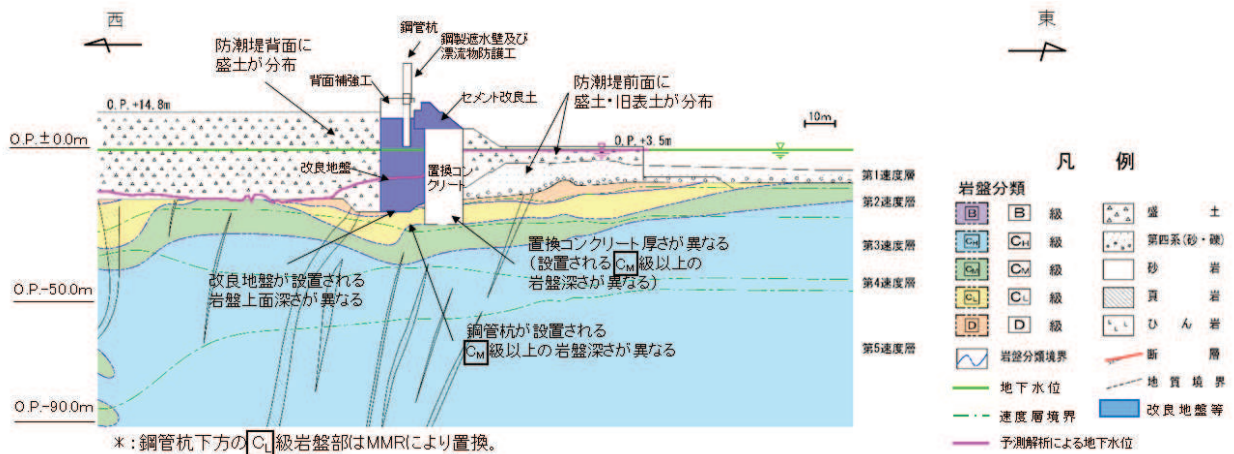 西
東
鋼管杭
鋼製遮水壁及び
漂流物防護工
防潮堤背面に
盛土が分布
背面補強工
セメント改良土
防潮堤前面に
盛土・旧表土が分布
O.P.+14.8m
10m
O.P.±0.0m
O.P.+3.5m
改良地盤
置換コン
クリート
第1速度層
第2速度層
第3速度層
第4速度層
第5速度層
置換コンクリート厚さが異なる
(設置されるCM級以上の
岩盤深さが異なる)
改良地盤が設置される
岩盤上面深さが異なる
O.P.-50.0m
鋼管杭が設置される
CM級以上の岩盤深さが異なる
O.P.-90.0m
*:鋼管杭下方のCL級岩盤部はMMRにより置換。
凡 例
岩盤分類
B B 級
CH CH 級
CM CM 級
CL CL 級
D D 級
岩盤分類境界
地下水位
速度層境界
予測解析による地下水位
盛 土
第四系(砂・礫)
砂 岩
頁 岩
ひ ん 岩
断 層
地 質 境 界
改良地盤等